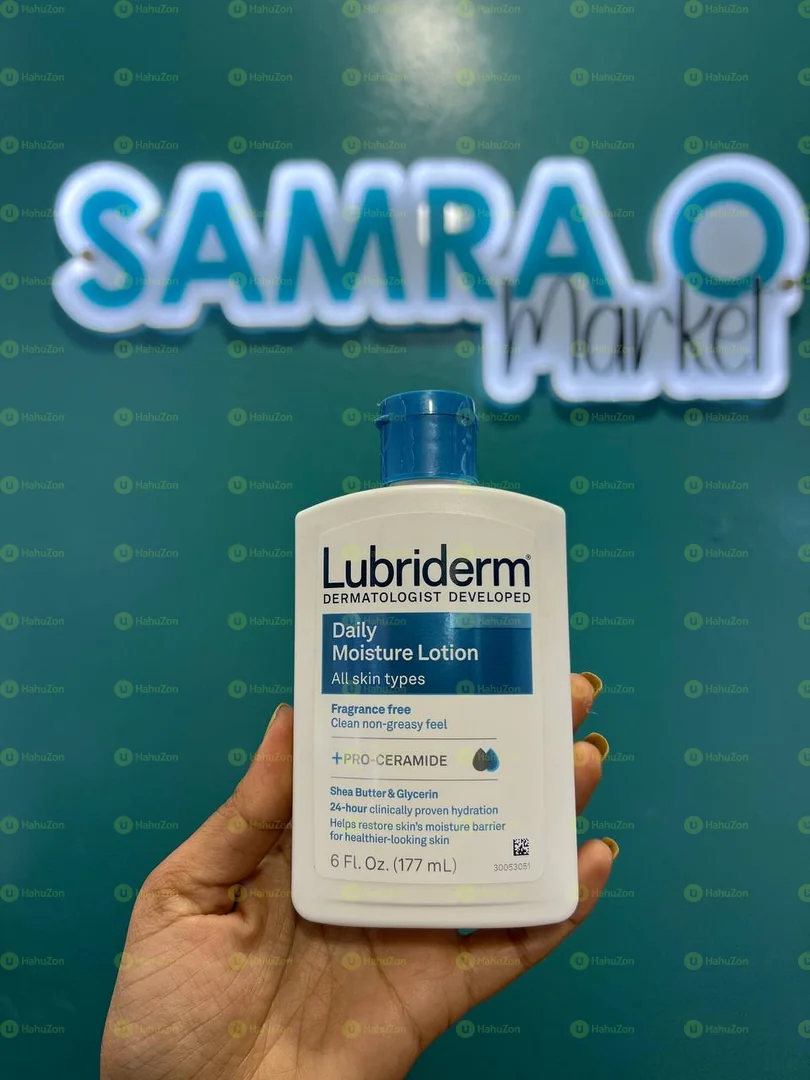 SAMRA
Market
Lubriderm®
DERMATOLOGIST DEVELOPED
Daily
Moisture Lotion
All skin types
Fragrance free
Clean non-greasy feel
+PRO-CERAMIDE
Shea Butter & Glycerin
24-hour clinically proven hydration
Helps restore skin's moisture barrier
for healthier-looking skin
6 Fl. Oz. (177 mL)
30053051
HahuZon